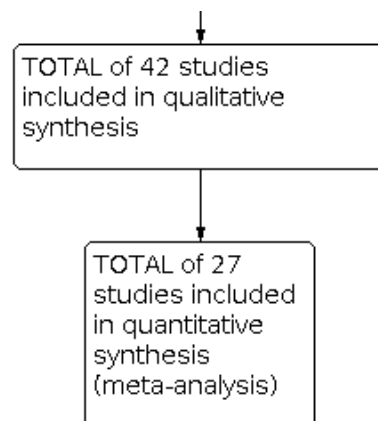 TOTAL of 42 studies
included in qualitative
synthesis
TOTAL of 27
studies included
in quantitative
synthesis
(meta-analysis)